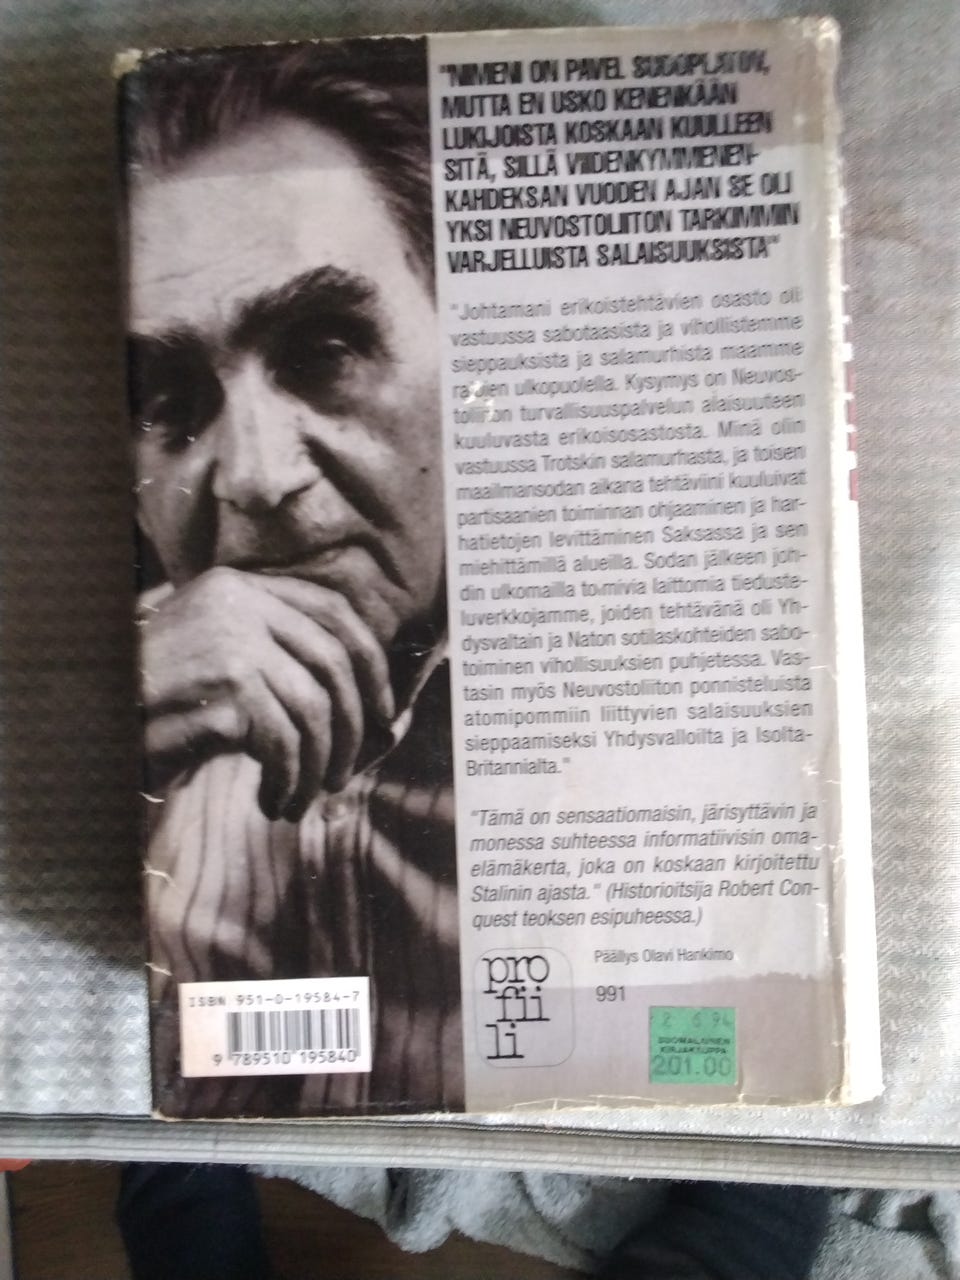 "NIMENI ON PAVEL SUDOPLATOV,
MUTTA EN USKO KENENKÄÄN
LUKIJOISTA KOSKAAN KUULLEEN
SITÄ, SILLÄ VIIDENKYMMENEN-
KAHDEKSAN VUODEN AJAN SE OLI
YKSI NEUVOSTOLIITON TARKIMMIN
VARJELLUISTA SALAISUUKSISTA"
"Johtamani erikoistehtävien osasto oli
vastuussa sabotaasista ja vihollistemme
sieppauksista ja salamurhista maamme
rajojen ulkopuolella. Kysymys on Neuvos-
toliiton turvallisuuspalvelun alaisuuteen
kuuluvasta erikoisosastosta. Minä olin
vastuussa Trotskin salamurhasta, ja toisen
maailmansodan aikana tehtäviini kuuluivat
partisaanien toiminnan ohjaaminen ja har-
hatietojen levittäminen Saksassa ja sen
miehittämillä alueilla. Sodan jälkeen joh-
din ulkomailla toimivia laittomia tieduste-
luverkkojamme, joiden tehtävänä oli Yh-
dysvaltain ja Naton sotilaskohteiden sabo-
toiminen vihollisuuksien puhjetessa. Vas-
tasin myös Neuvostoliiton ponnisteluista
atomipommiin liittyvien salaisuuksien
sieppaamiseksi Yhdysvalloilta ja Isolta-
Britannialta."
"Tämä on sensaatiomaisin, järisyttävin ja
monessa suhteessa informatiivisin oma-
elämäkerta, joka on koskaan kirjoitettu
Stalinin ajasta." (Historioitsija Robert Con-
quest teoksen esipuheessa.)
pro
fii
li
Päällys Olavi Hankimo
991
ISBN 951-0-19584-7
9 789510 195840
2 6 94
SUOMALAINEN
KIRJAKAUPPA
201.00